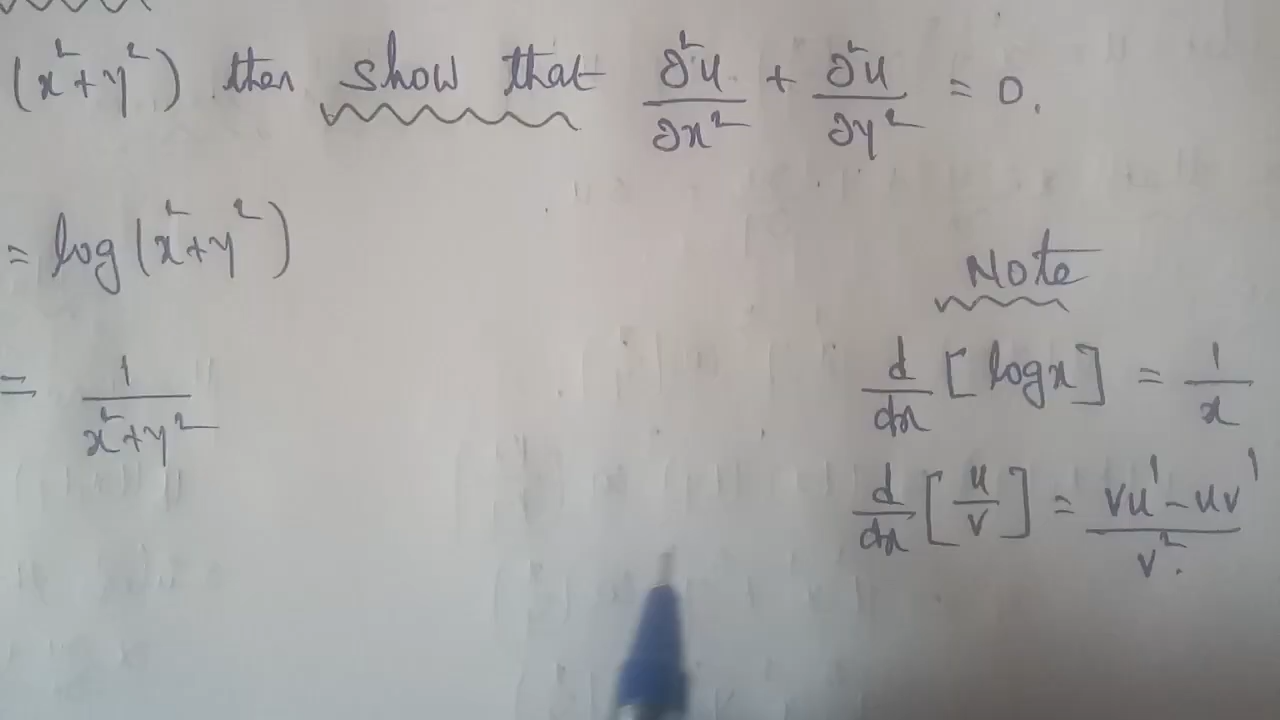 (x²+y²) then show that ∂²u/∂x² + ∂²u/∂y² = 0.
= log(x²+y²)
= 1/(x²+y²)
Note
d/dx [log x] = 1/x
d/dx [u/v] = (vu' - uv')/v².